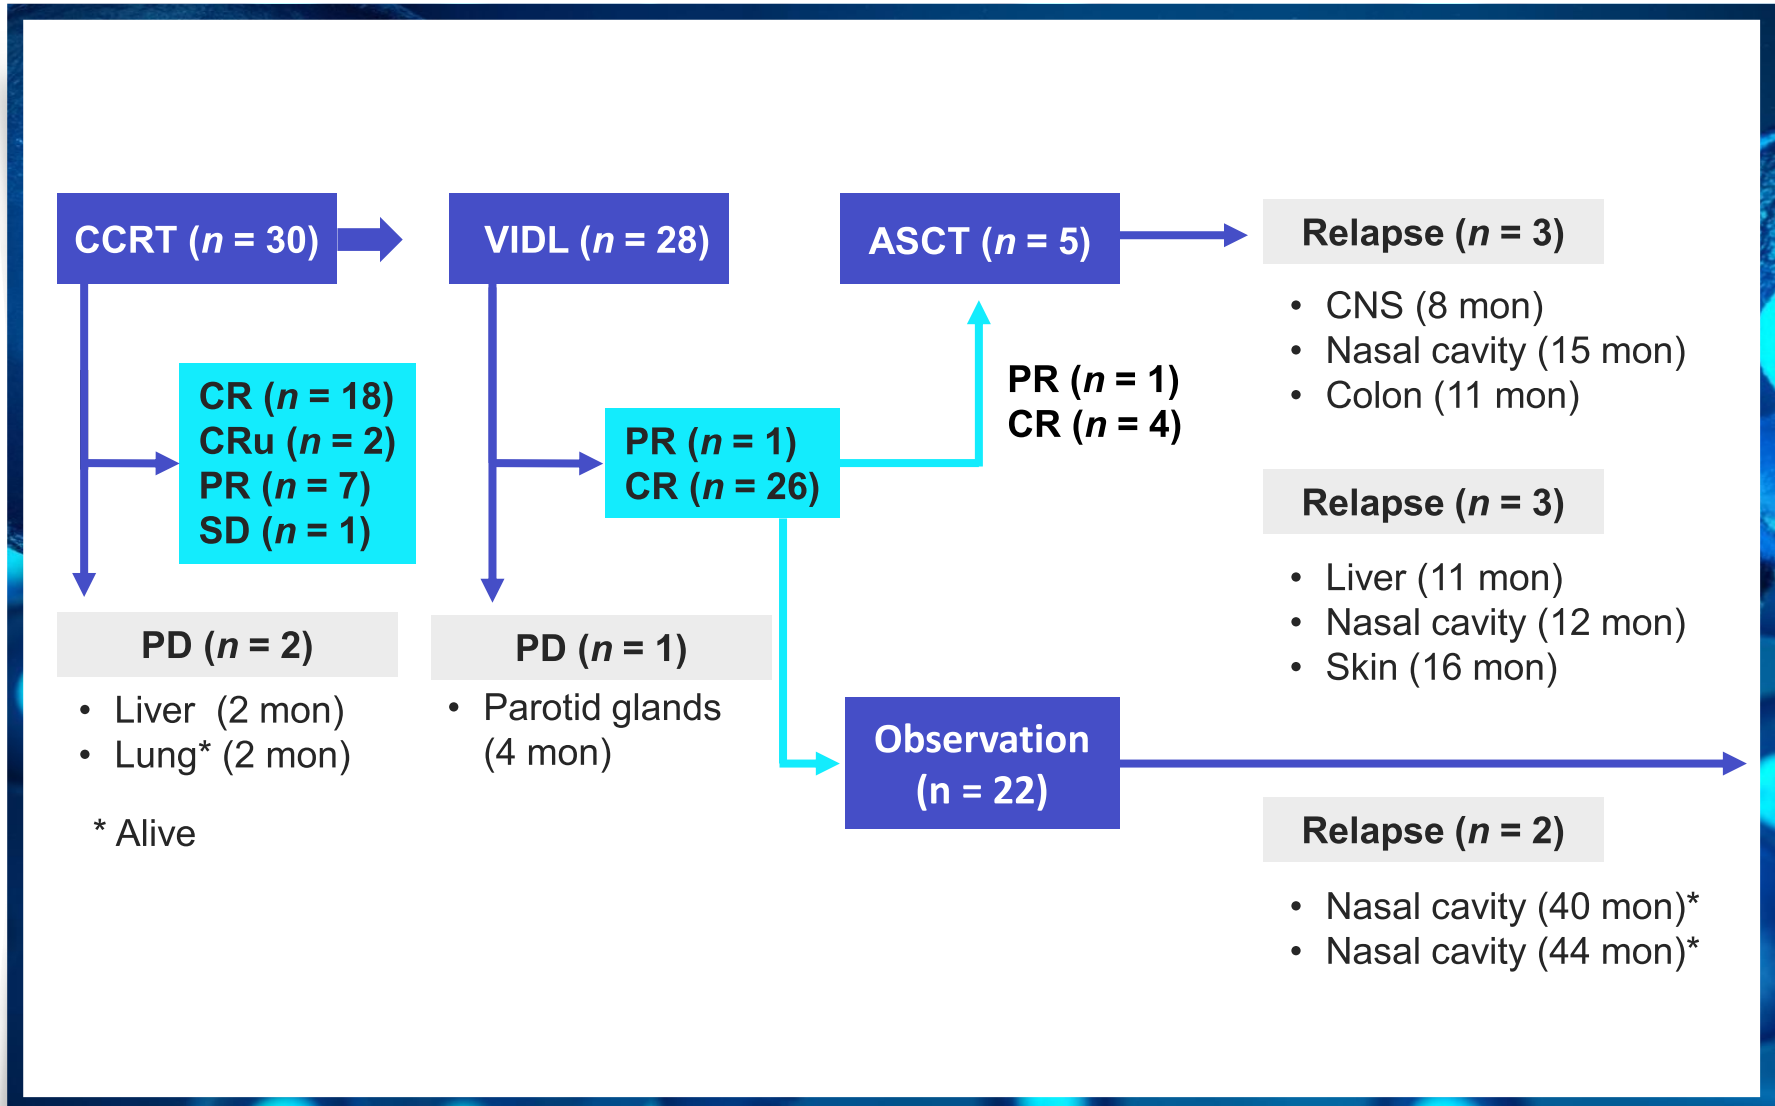 CCRT (n = 30)
CR (n = 18)
CRu (n = 2)
PR (n = 7)
SD (n = 1)
PD (n = 2)
• Liver (2 mon)
• Lung* (2 mon)
* Alive
VIDL (n = 28)
PR (n = 1)
CR (n = 26)
PD (n = 1)
• Parotid glands
(4 mon)
ASCT (n = 5)
PR (n = 1)
CR (n = 4)
Observation
(n = 22)
Relapse (n = 3)
• CNS (8 mon)
• Nasal cavity (15 mon)
• Colon (11 mon)
Relapse (n = 3)
• Liver (11 mon)
• Nasal cavity (12 mon)
• Skin (16 mon)
Relapse (n = 2)
• Nasal cavity (40 mon)*
• Nasal cavity (44 mon)*